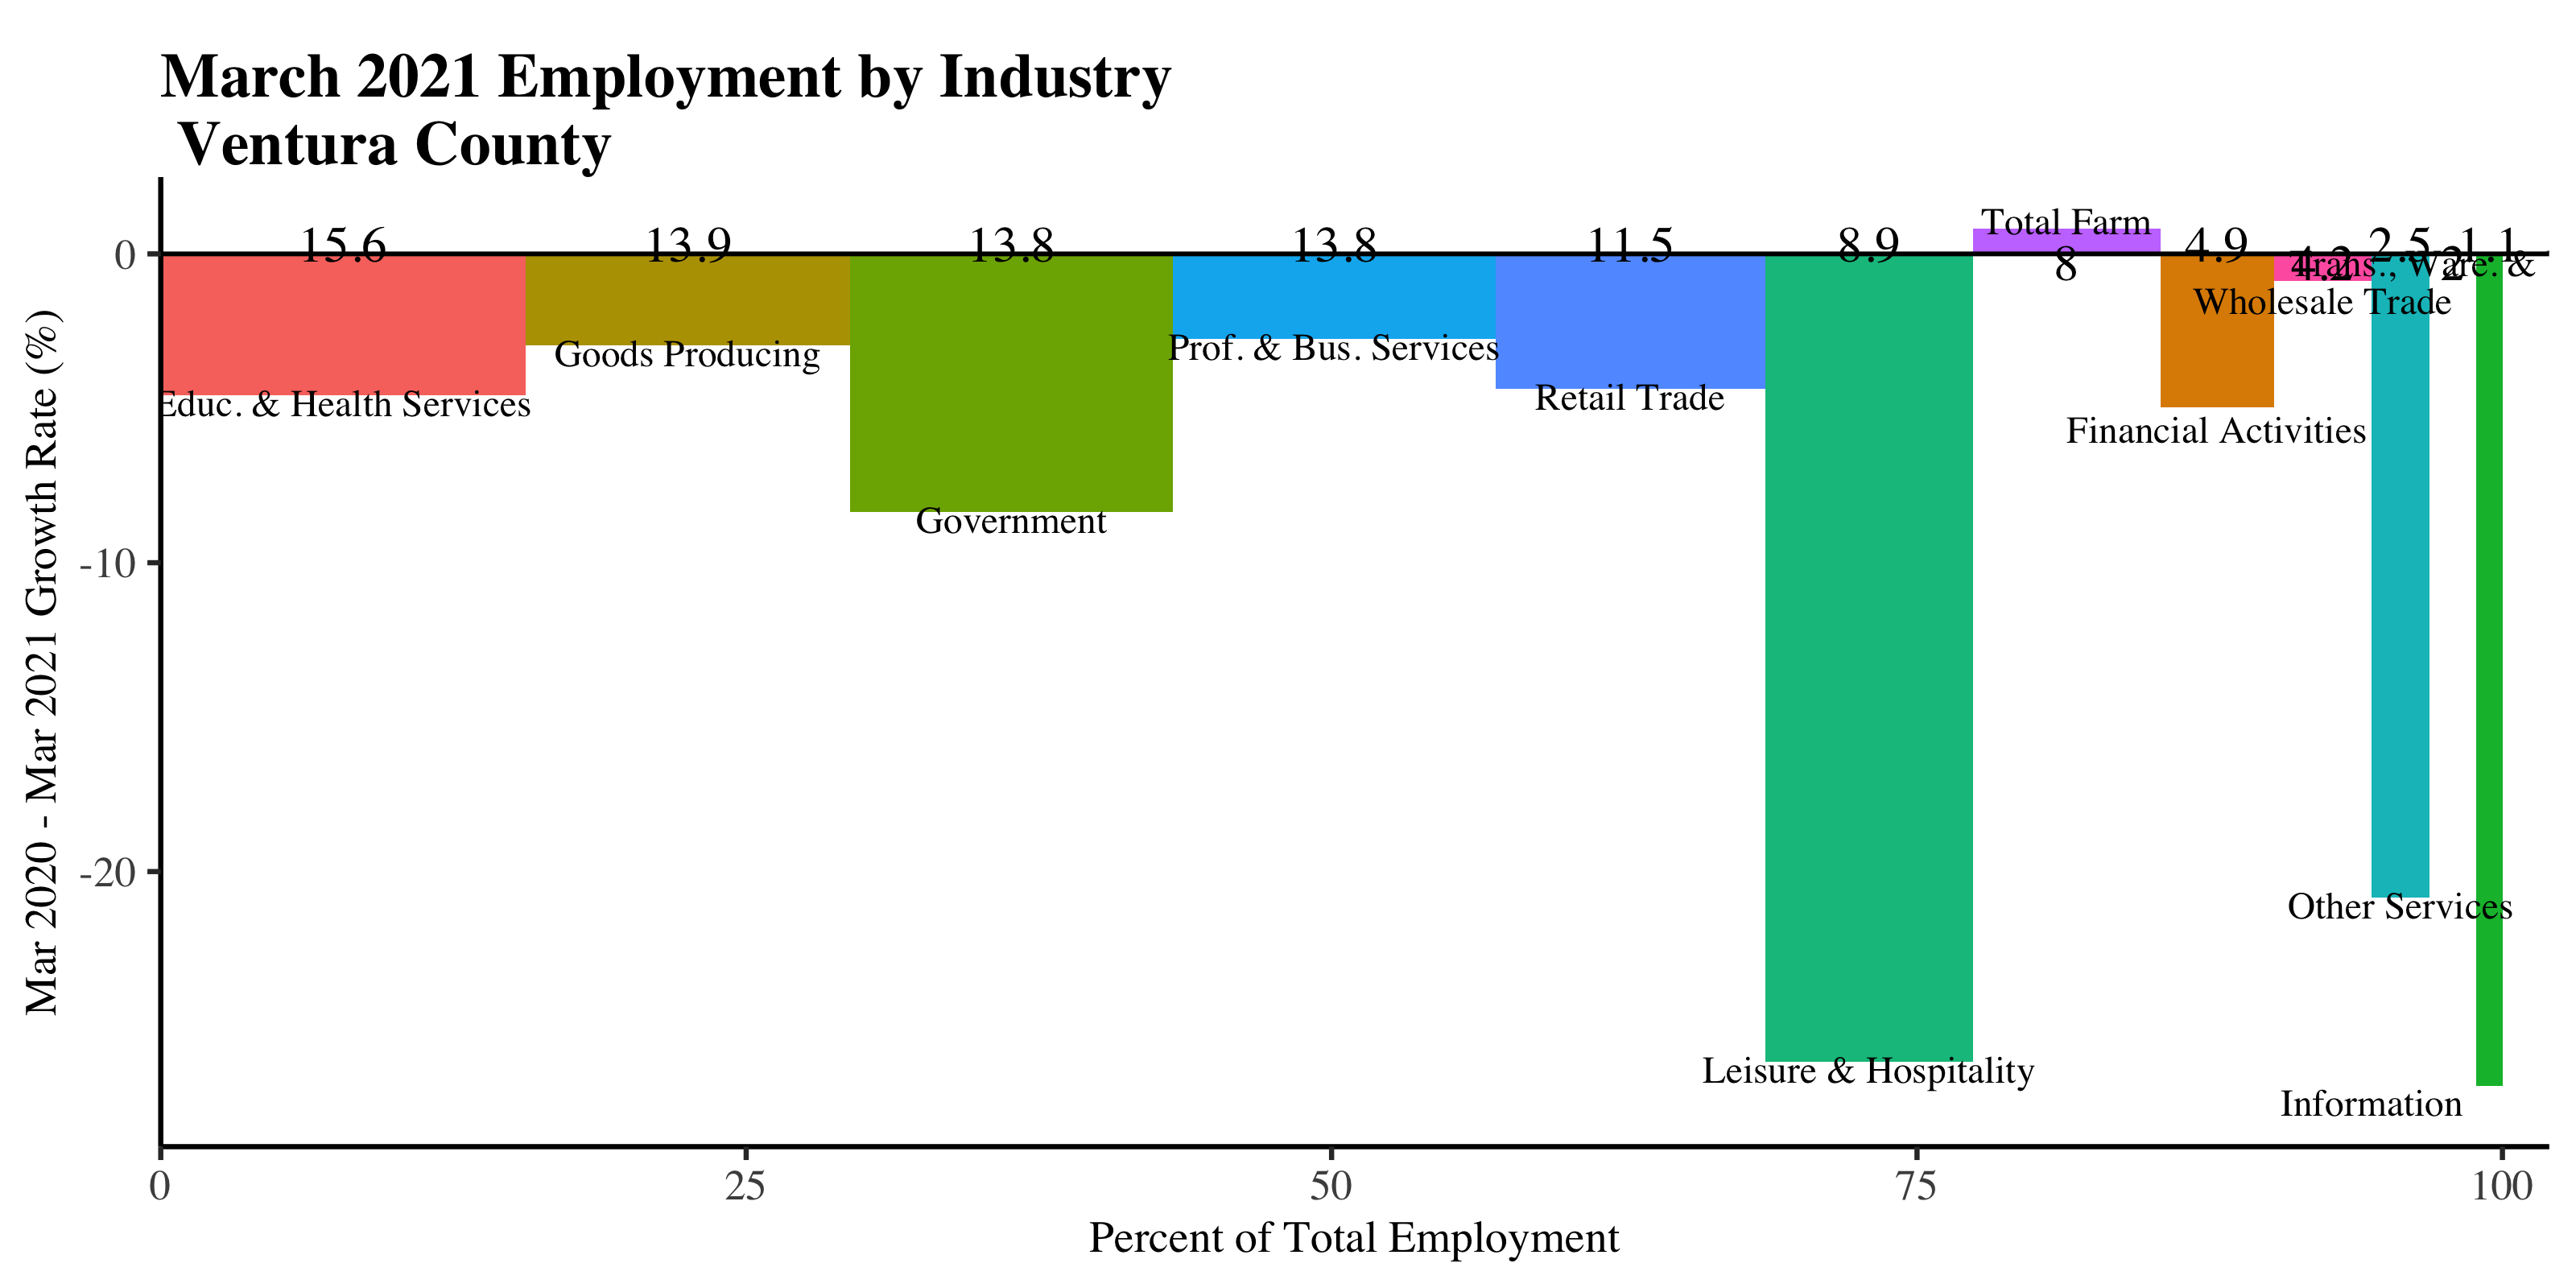 March 2021 Employment by Industry
Ventura County
Mar 2020 - Mar 2021 Growth Rate (%)
0
-10
-20
15.6
13.9
13.8
13.8
11.5
8.9
8
4.9
4.2
2.5
2
1.1
Total Farm
Trans., Ware. &
Wholesale Trade
Prof. & Bus. Services
Goods Producing
Retail Trade
Educ. & Health Services
Financial Activities
Government
Other Services
Leisure & Hospitality
Information
0
25
50
75
100
Percent of Total Employment